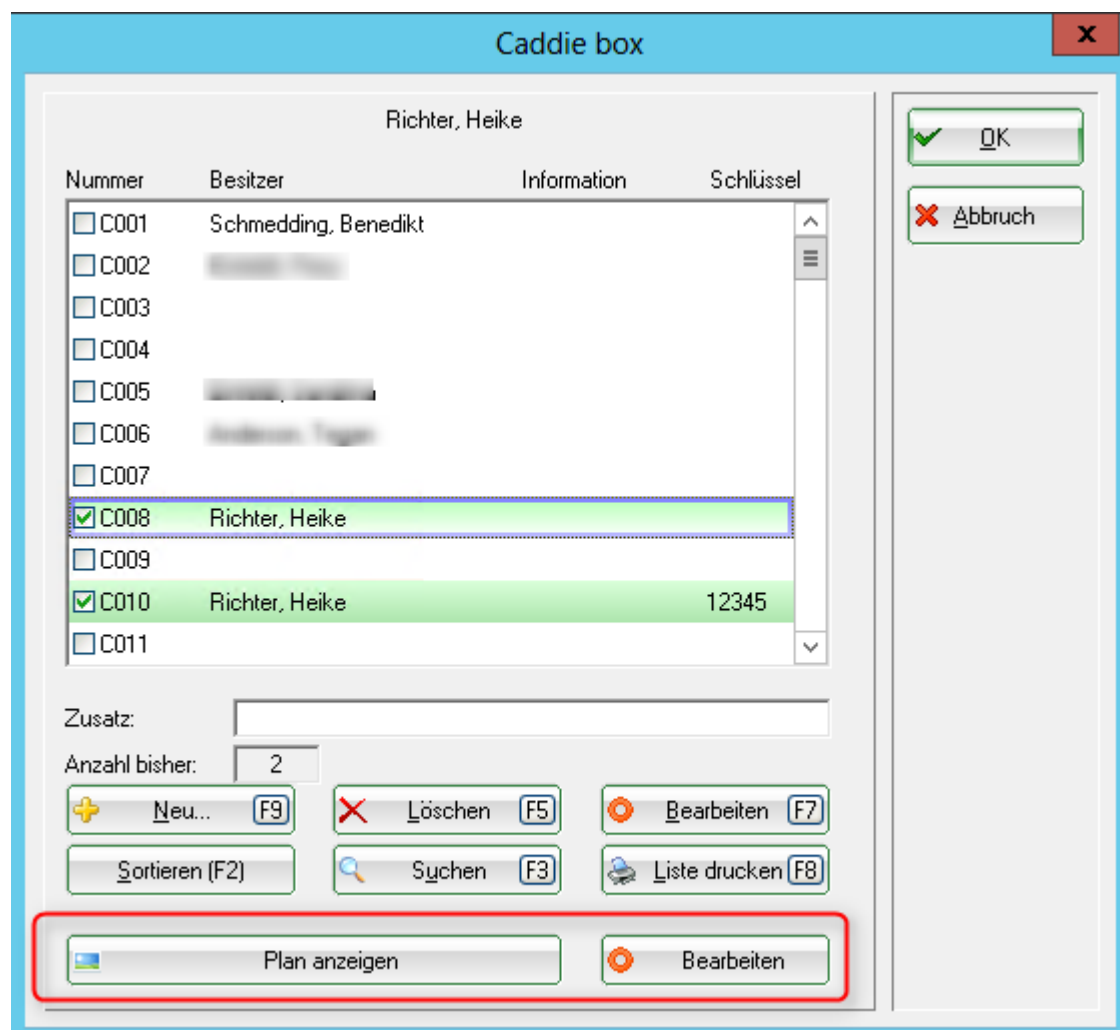 Caddie box
x
Richter, Heike
Nummer Besitzer Information Schlüssel
C001 Schmedding, Benedikt
C002
C003
C004
C005
C006
C007
C008 Richter, Heike
C009
C010 Richter, Heike 12345
C011
Zusatz:
Anzahl bisher: 2
Neu... F9 Löschen F5 Bearbeiten F7
Sortieren (F2) Suchen F3 Liste drucken F8
Plan anzeigen Bearbeiten
OK
Abbruch